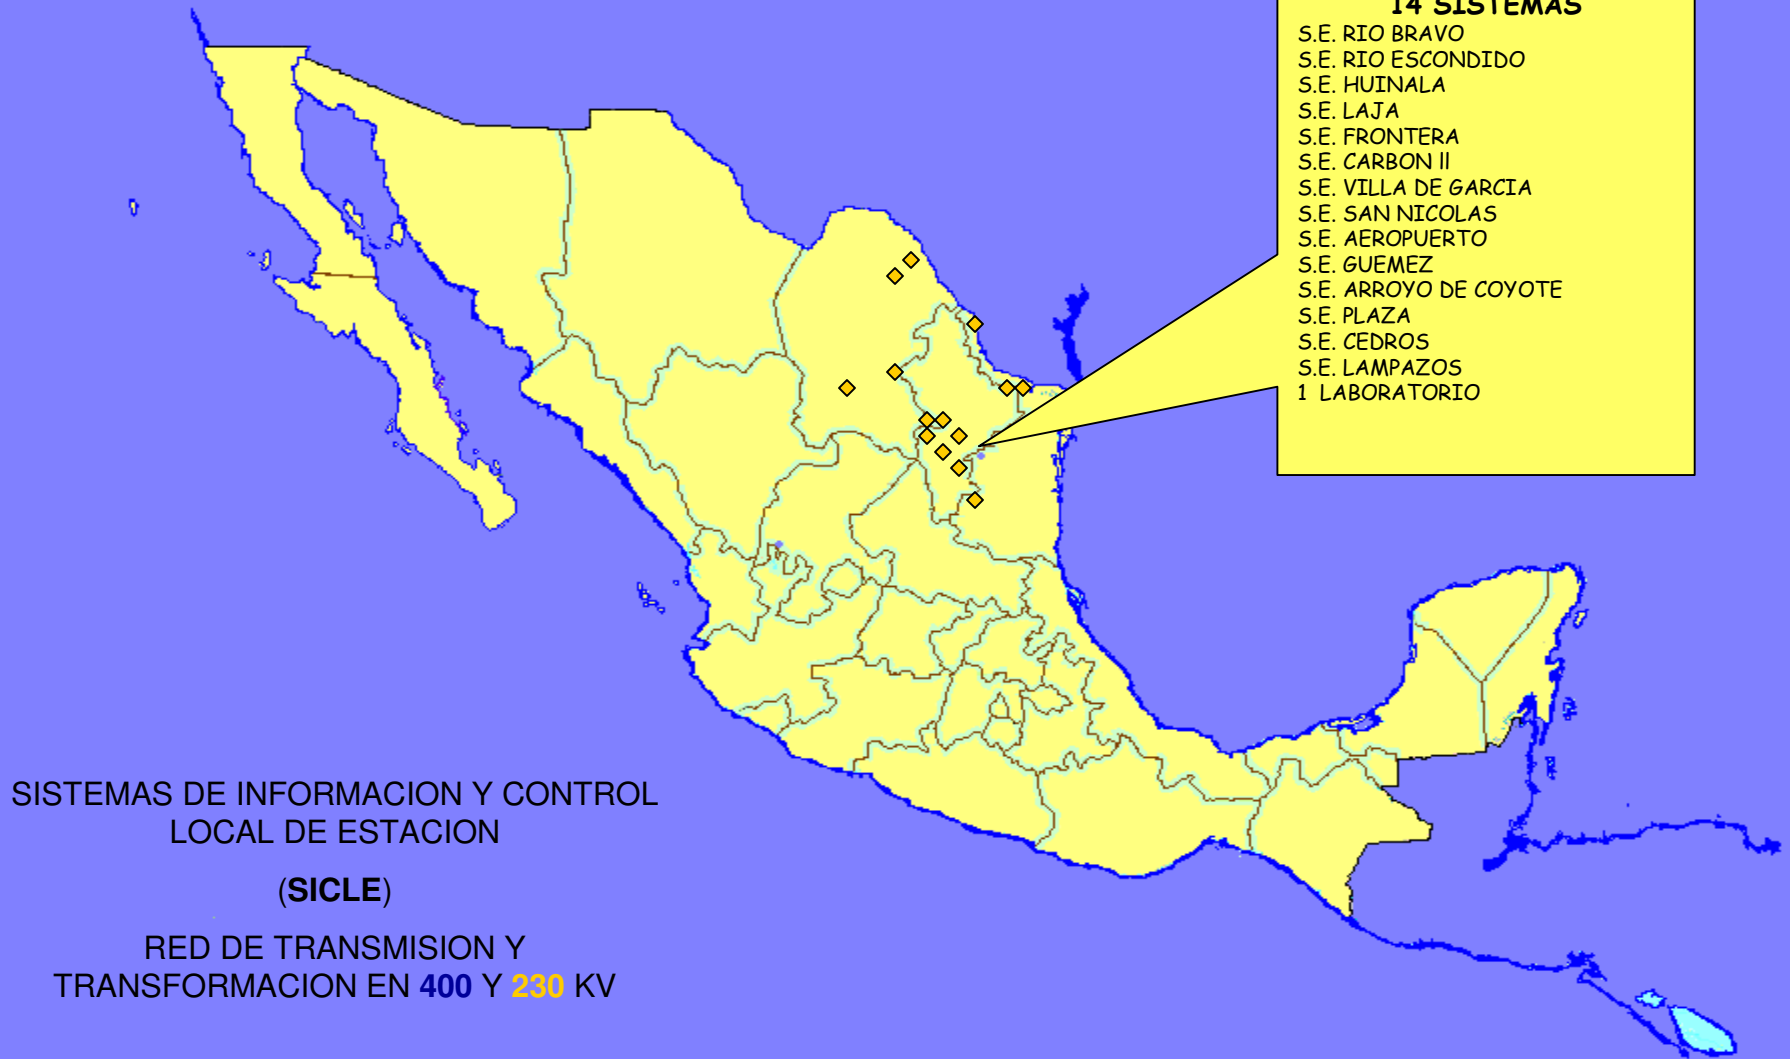 14 SISTEMAS
S.E. RIO BRAVO
S.E. RIO ESCONDIDO
S.E. HUINALA
S.E. LAJA
S.E. FRONTERA
S.E. CARBON II
S.E. VILLA DE GARCIA
S.E. SAN NICOLAS
S.E. AEROPUERTO
S.E. GUEMEZ
S.E. ARROYO DE COYOTE
S.E. PLAZA
S.E. CEDROS
S.E. LAMPAZOS
1 LABORATORIO
SISTEMAS DE INFORMACION Y CONTROL
LOCAL DE ESTACION
(SICLE)
RED DE TRANSMISION Y
TRANSFORMACION EN 400 Y 230 KV